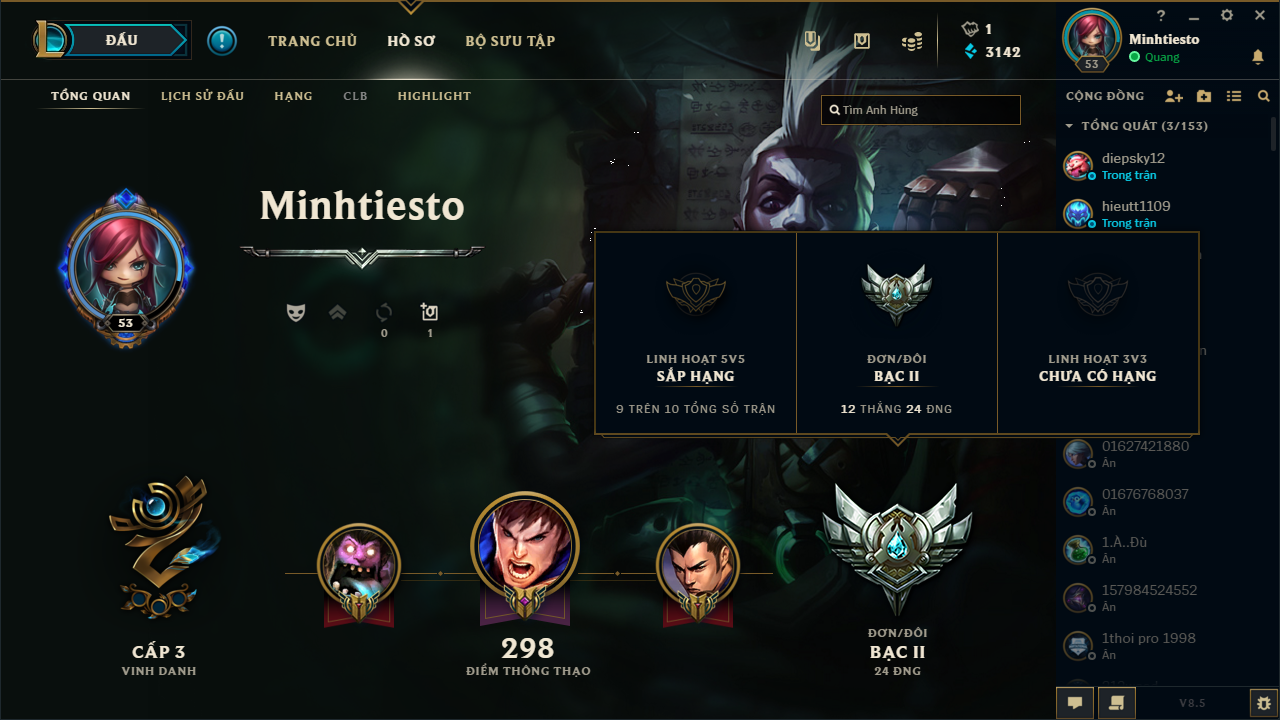 ĐẤU
TRANG CHỦ
HỒ SƠ
BỘ SƯU TẬP
1
3142
?
53
Minhtiesto
Quang
TỔNG QUAN
LỊCH SỬ ĐẤU
HẠNG
CLB
HIGHLIGHT
Tìm Anh Hùng
CỘNG ĐỒNG
TỔNG QUÁT (3/153)
diepsky12
Trong trận
hieutt1109
Trong trận
Minhtiesto
53
0
1
LINH HOẠT 5V5
SẮP HẠNG
9 TRÊN 10 TỔNG SỐ TRẬN
ĐƠN/ĐÔI
BẠC II
12 THẮNG 24 ĐNG
LINH HOẠT 3V3
CHƯA CÓ HẠNG
01627421880
Ẩn
01676768037
Ẩn
1.À..Đù
Ẩn
157984524552
Ẩn
1thoi pro 1998
Ẩn
CẤP 3
VINH DANH
298
ĐIỂM THÔNG THẠO
ĐƠN/ĐÔI
BẠC II
24 ĐNG
V8.5